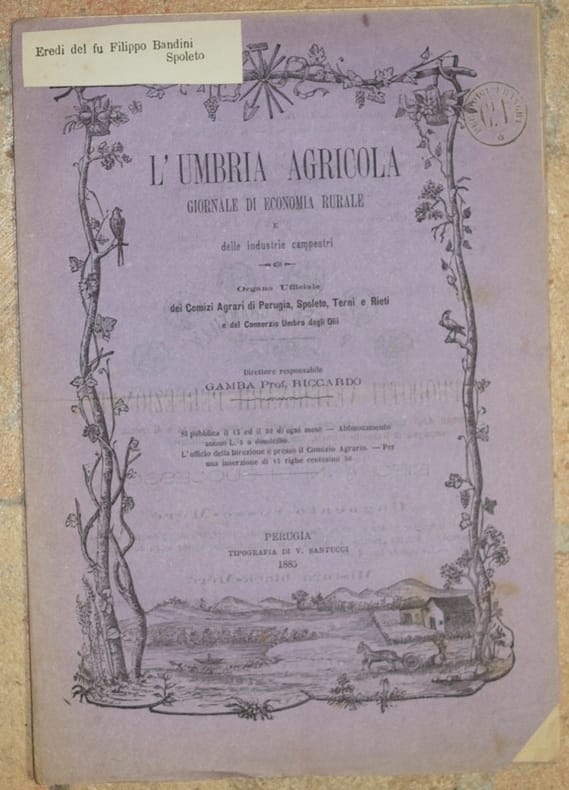 Eredi del fu Filippo Bandini
Spoleto
L' UMBRIA AGRICOLA
GIORNALE DI ECONOMIA RURALE
E
delle industrie campestri
Organo Ufficiale
dei Comizi Agrari di Perugia, Spoleto, Terni e Rieti
e del Consorzio Umbro degli Olii
Direttore responsabile
GAMBA Prof. RICCARDO
Si pubblica il 15 ed il 30 di ogni mese — Abbonamento
annuo L. 5 a domicilio.
L'ufficio della Direzione è presso il Comizio Agrario. — Per
una inserzione di righe centesimi
PERUGIA
TIPOGRAFIA DI V. SANTUCCI
1885